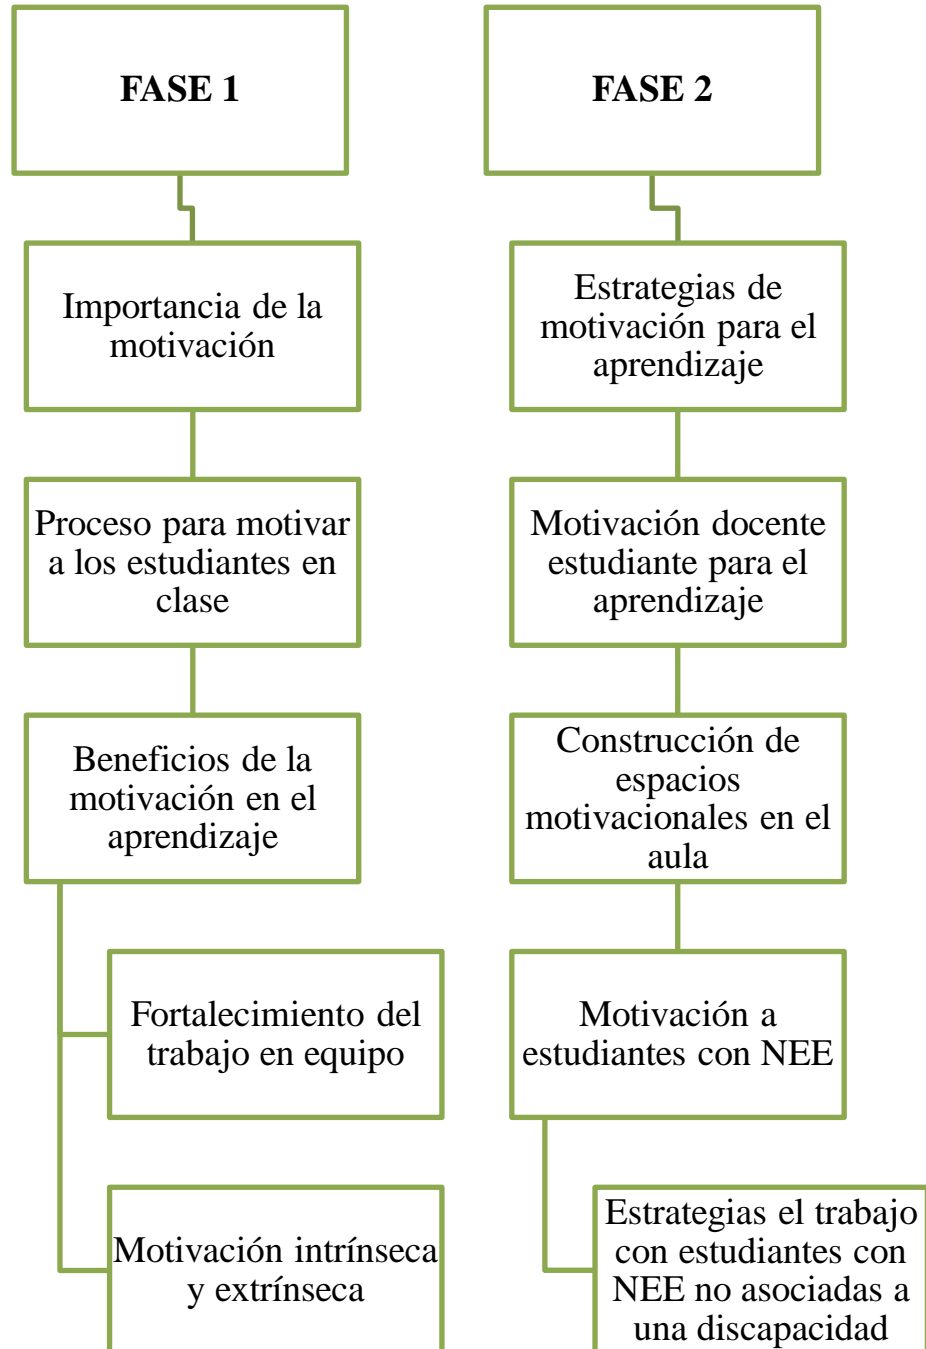 FASE 1
Importancia de la
motivación
Proceso para motivar
a los estudiantes en
clase
Beneficios de la
motivación en el
aprendizaje
Fortalecimiento del
trabajo en equipo
Motivación intrínseca
y extrínseca
FASE 2
Estrategias de
motivación para el
aprendizaje
Motivación docente
estudiante para el
aprendizaje
Construcción de
espacios
motivacionales en el
aula
Motivación a
estudiantes con NEE
Estrategias el trabajo
con estudiantes con
NEE no asociadas a
una discapacidad